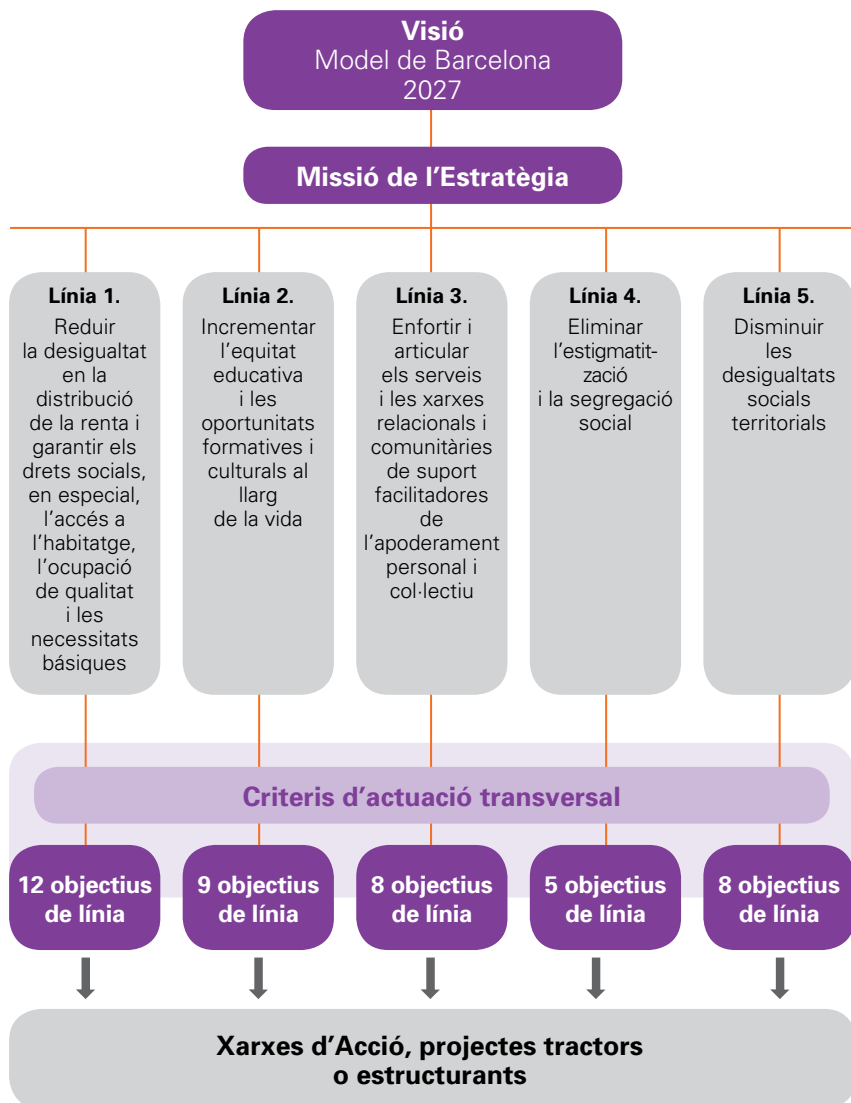 Visió
Model de Barcelona
2027
Missió de l’Estratègia
Línia 1.
Reduir
la desigualtat
en la
distribució
de la renta i
garantir els
drets socials,
en especial,
l’accés a
l’habitatge,
l’ocupació
de qualitat
i les
necessitats
básiques
Línia 2.
Incrementar
l’equitat
educativa
i les
oportunitats
formatives i
culturals al
llarg
de la vida
Línia 3.
Enfortir i
articular
els serveis
i les xarxes
relacionals i
comunitàries
de suport
facilitadores
de
l’apoderament
personal i
col·lectiu
Línia 4.
Eliminar
l’estigmatit-
zació
i la segregació
social
Línia 5.
Disminuir
les
desigualtats
socials
territorials
Criteris d’actuació transversal
12 objectius
de línia
9 objectius
de línia
8 objectius
de línia
5 objectius
de línia
8 objectius
de línia
Xarxes d’Acció, projectes tractors
o estructurants